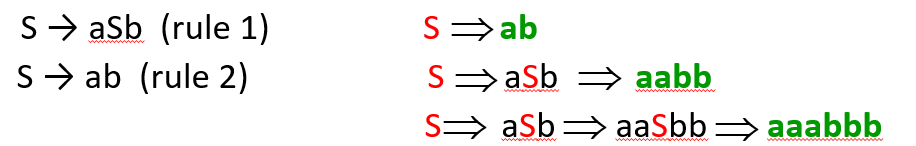 S → aSb (rule 1) S ⟹ ab
S → ab (rule 2) S ⟹ aSb ⟹ aabb
S ⟹ aSb ⟹ aaSbb ⟹ aaabbb